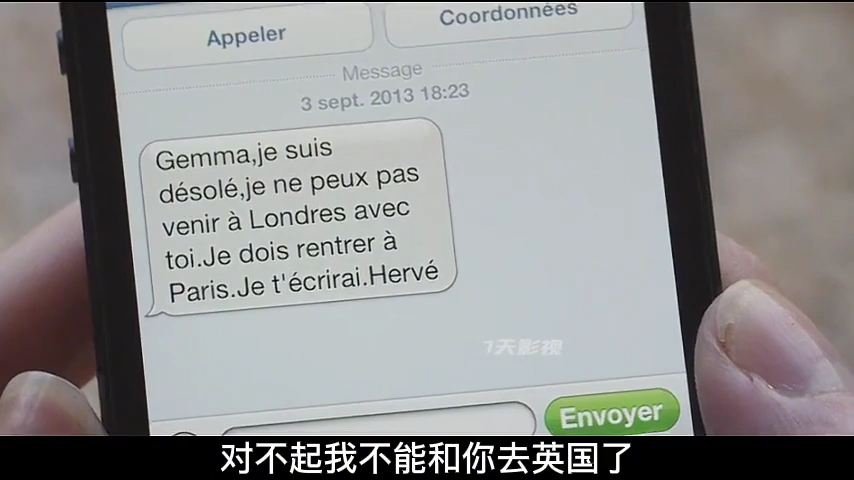 Appeler
Coordonnées
Message
3 sept. 2013 18:23
Gemma,je suis
désolé,je ne peux pas
venir à Londres avec
toi.Je dois rentrer à
Paris.Je t'écrirai.Hervé
7天影视
Envoyer
对不起我不能和你去英国了